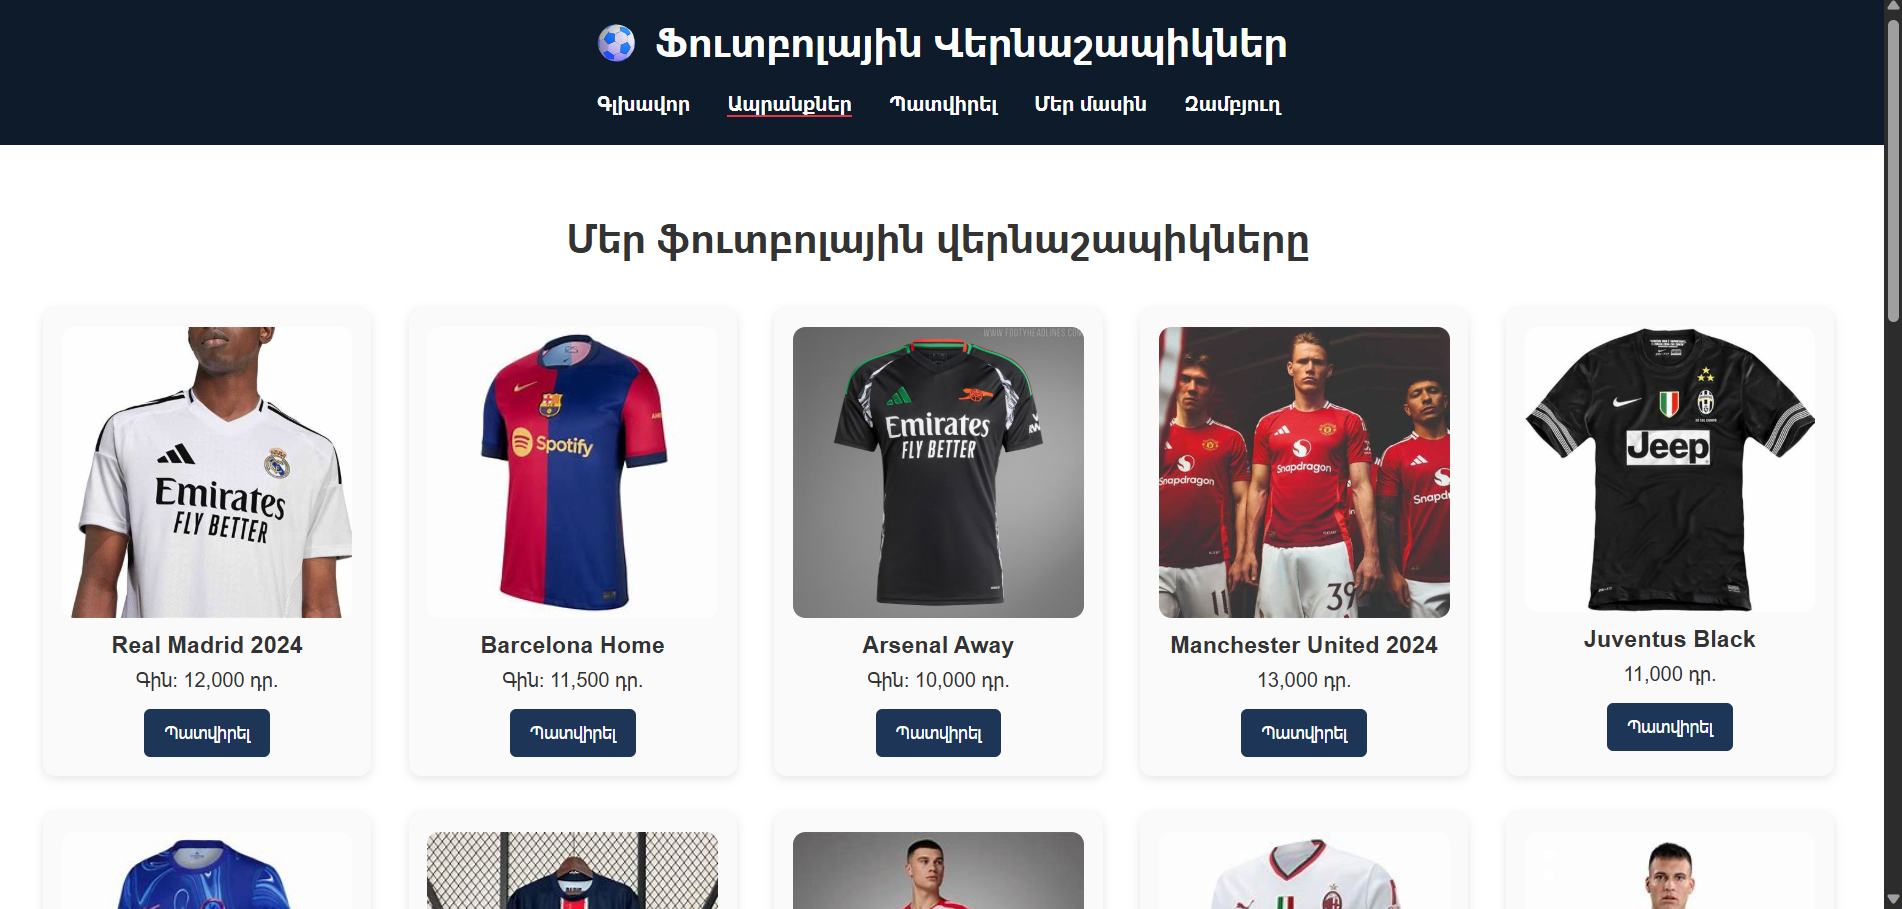 Ֆուտբոլային Վերնաշապիկներ
Գլխավոր Ապրանքներ Պատվիրել Մեր մասին Զամբյուղ
Մեր ֆուտբոլային վերնաշապիկները
Emirates
FLY BETTER
Spotify
WWW.FOOTYHEADLINES.COM
Emirates
FLY BETTER
Snapdragon
Snapdragon
Snapd
11
39
Jeep
Real Madrid 2024
Գին: 12,000 դր.
Պատվիրել
Barcelona Home
Գին: 11,500 դր.
Պատվիրել
Arsenal Away
Գին: 10,000 դր.
Պատվիրել
Manchester United 2024
13,000 դր.
Պատվիրել
Juventus Black
11,000 դր.
Պատվիրել